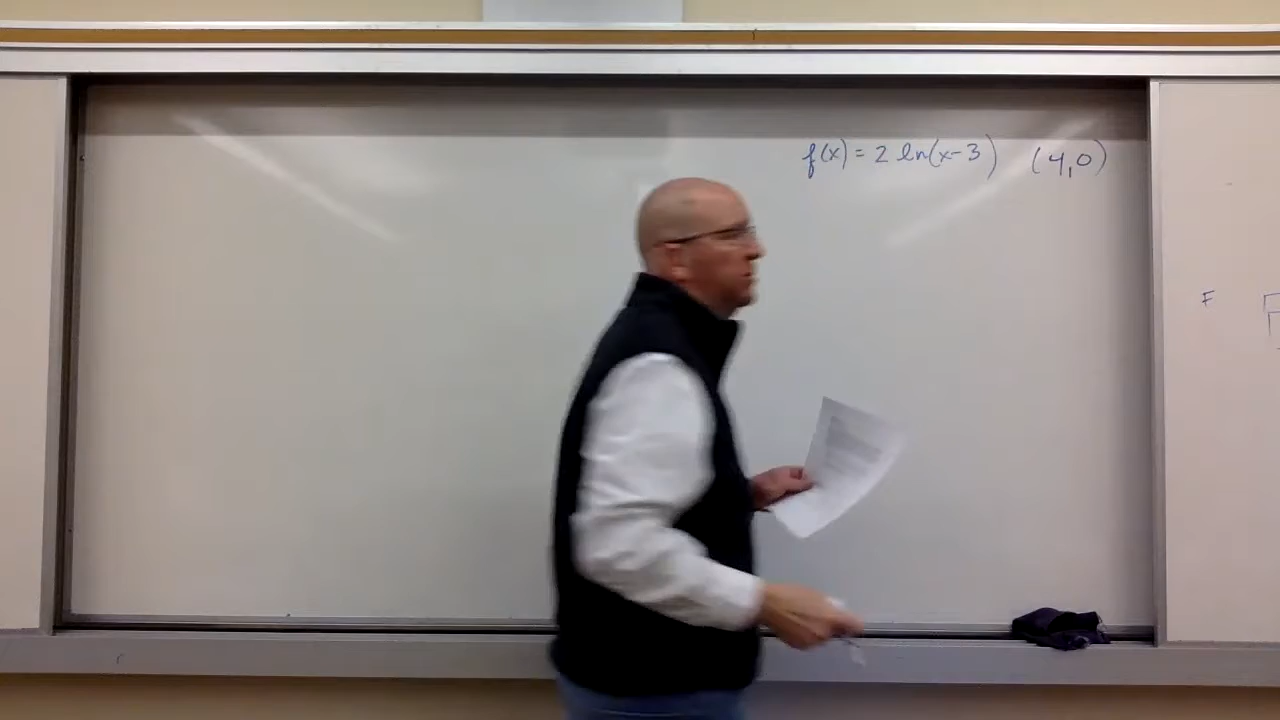 f(x) = 2 ln(x-3) (4,0)
F